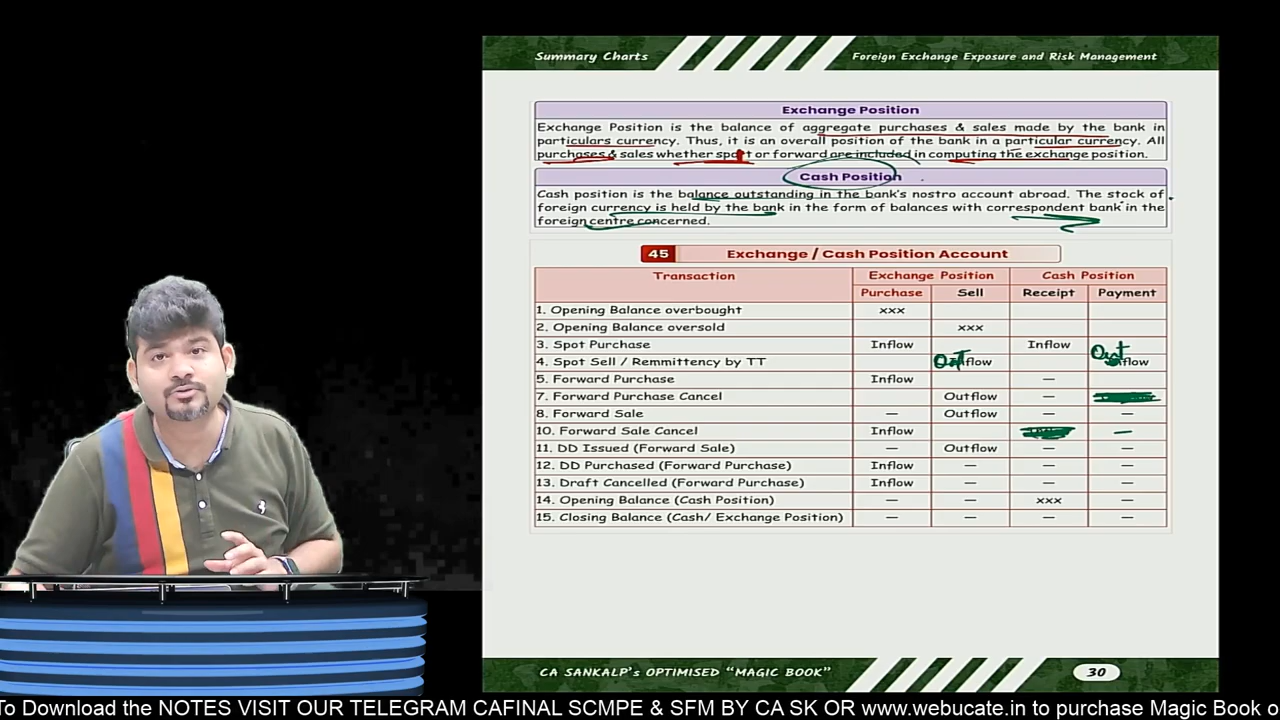 Summary Charts Foreign Exchange Exposure and Risk Management
Exchange Position
Exchange Position is the balance of aggregate purchases & sales made by the bank in
particulars currency. Thus, it is an overall position of the bank in a particular currency. All
purchases & sales whether spot or forward are included in computing the exchange position.
Cash Position
Cash position is the balance outstanding in the bank's nostro account abroad. The stock of
foreign currency is held by the bank in the form of balances with correspondent bank in the
foreign centre concerned.
45 Exchange / Cash Position Account
Transaction Exchange Position Cash Position
Purchase Sell Receipt Payment
1. Opening Balance overbought xxx
2. Opening Balance oversold xxx
3. Spot Purchase Inflow Inflow
4. Spot Sell / Remmittency by TT Out flow Out flow
5. Forward Purchase Inflow —
7. Forward Purchase Cancel Outflow —
8. Forward Sale — Outflow — —
10. Forward Sale Cancel Inflow —
11. DD Issued (Forward Sale) — Outflow — —
12. DD Purchased (Forward Purchase) Inflow — — —
13. Draft Cancelled (Forward Purchase) Inflow — — —
14. Opening Balance (Cash Position) — — xxx —
15. Closing Balance (Cash/ Exchange Position) — — — —
CA SANKALP's OPTIMISED "MAGIC BOOK" 30
To Download the NOTES VISIT OUR TELEGRAM CAFINAL SCMPE & SFM BY CA SK OR www.webucate.in to purchase Magic Book